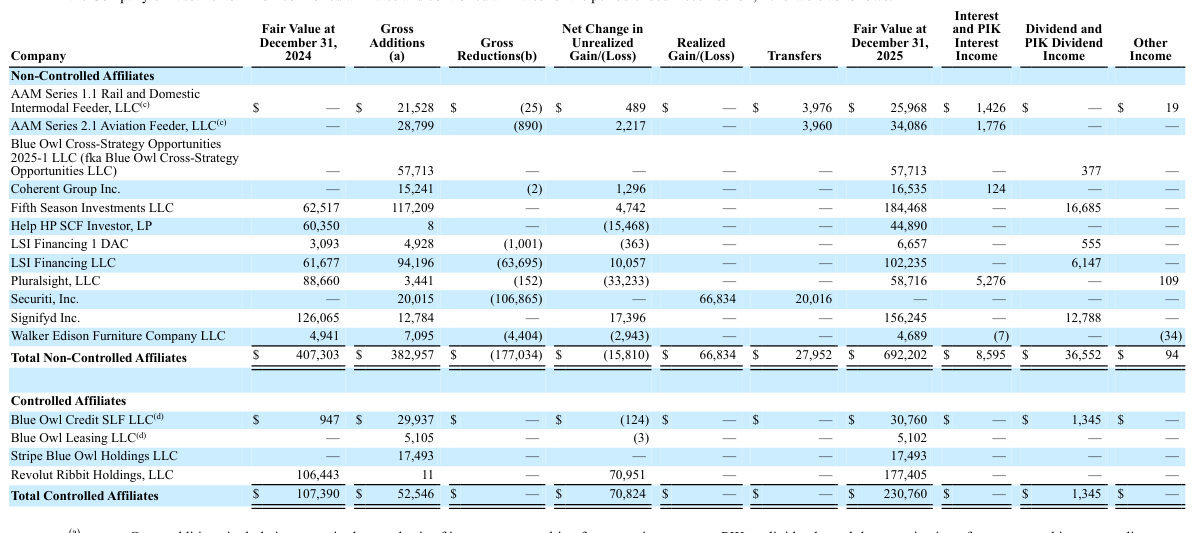 Company Fair Value at December 31, 2024 Gross Additions (a) Gross Reductions(b) Net Change in Unrealized Gain/(Loss) Realized Gain/(Loss) Transfers Fair Value at December 31, 2025 Interest and PIK Interest Income Dividend and PIK Dividend Income Other Income
Non-Controlled Affiliates
AAM Series 1.1 Rail and Domestic
Intermodal Feeder, LLC(c) $ — $ 21,528 $ (25) $ 489 $ — $ 3,976 $ 25,968 $ 1,426 $ — $ 19
AAM Series 2.1 Aviation Feeder, LLC(c) — 28,799 (890) 2,217 — 3,960 34,086 1,776 — —
Blue Owl Cross-Strategy Opportunities
2025-1 LLC (fka Blue Owl Cross-Strategy
Opportunities LLC) — 57,713 — — — — 57,713 — 377 —
Coherent Group Inc. — 15,241 (2) 1,296 — — 16,535 124 — —
Fifth Season Investments LLC 62,517 117,209 — 4,742 — — 184,468 — 16,685 —
Help HP SCF Investor, LP 60,350 8 — (15,468) — — 44,890 — — —
LSI Financing 1 DAC 3,093 4,928 (1,001) (363) — — 6,657 — 555 —
LSI Financing LLC 61,677 94,196 (63,695) 10,057 — — 102,235 — 6,147 —
Pluralsight, LLC 88,660 3,441 (152) (33,233) — — 58,716 5,276 — 109
Securiti, Inc. — 20,015 (106,865) — 66,834 20,016 — — — —
Signifyd Inc. 126,065 12,784 — 17,396 — — 156,245 — 12,788 —
Walker Edison Furniture Company LLC 4,941 7,095 (4,404) (2,943) — — 4,689 (7) — (34)
Total Non-Controlled Affiliates $ 407,303 $ 382,957 $ (177,034) $ (15,810) $ 66,834 $ 27,952 $ 692,202 $ 8,595 $ 36,552 $ 94
Controlled Affiliates
Blue Owl Credit SLF LLC(d) $ 947 $ 29,937 $ — $ (124) $ — $ — $ 30,760 $ — $ 1,345 $ —
Blue Owl Leasing LLC(d) — 5,105 — (3) — — 5,102 — — —
Stripe Blue Owl Holdings LLC — 17,493 — — — — 17,493 — — —
Revolut Ribbit Holdings, LLC 106,443 11 — 70,951 — — 177,405 — — —
Total Controlled Affiliates $ 107,390 $ 52,546 $ — $ 70,824 $ — $ — $ 230,760 $ — $ 1,345 $ —